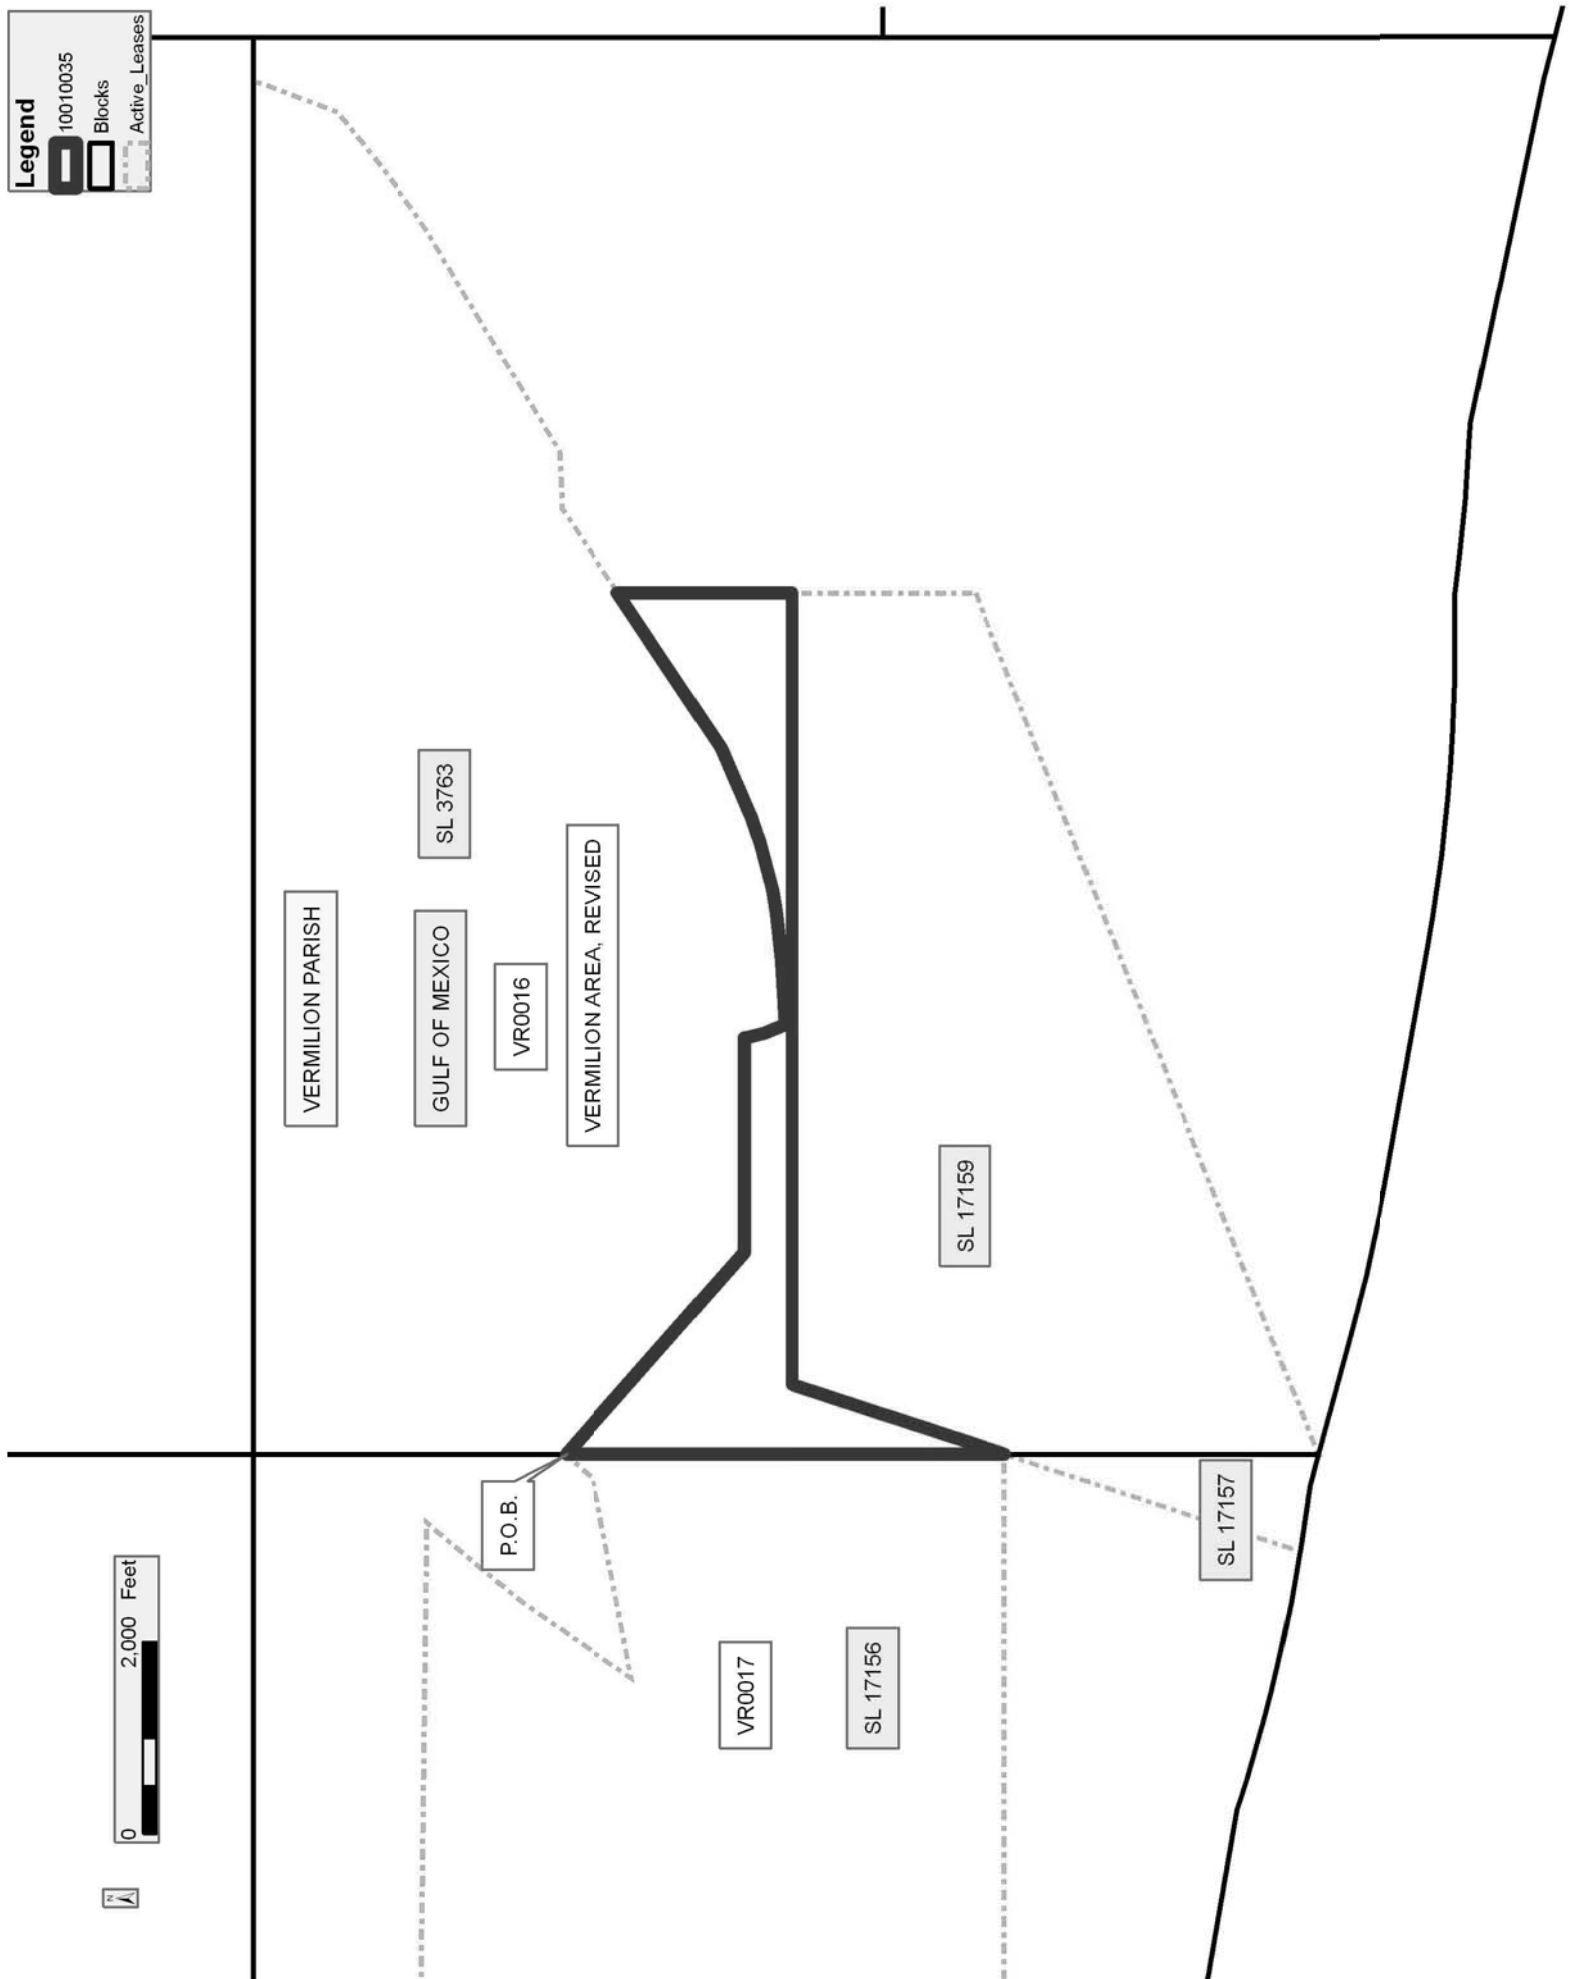 Legend
10010035
Blocks
Active_Leases
0 2,000 Feet
N
VERMILION PARISH
SL 3763
GULF OF MEXICO
VR0016
VERMILION AREA, REVISED
P.O.B.
VR0017
SL 17156
SL 17159
SL 17157